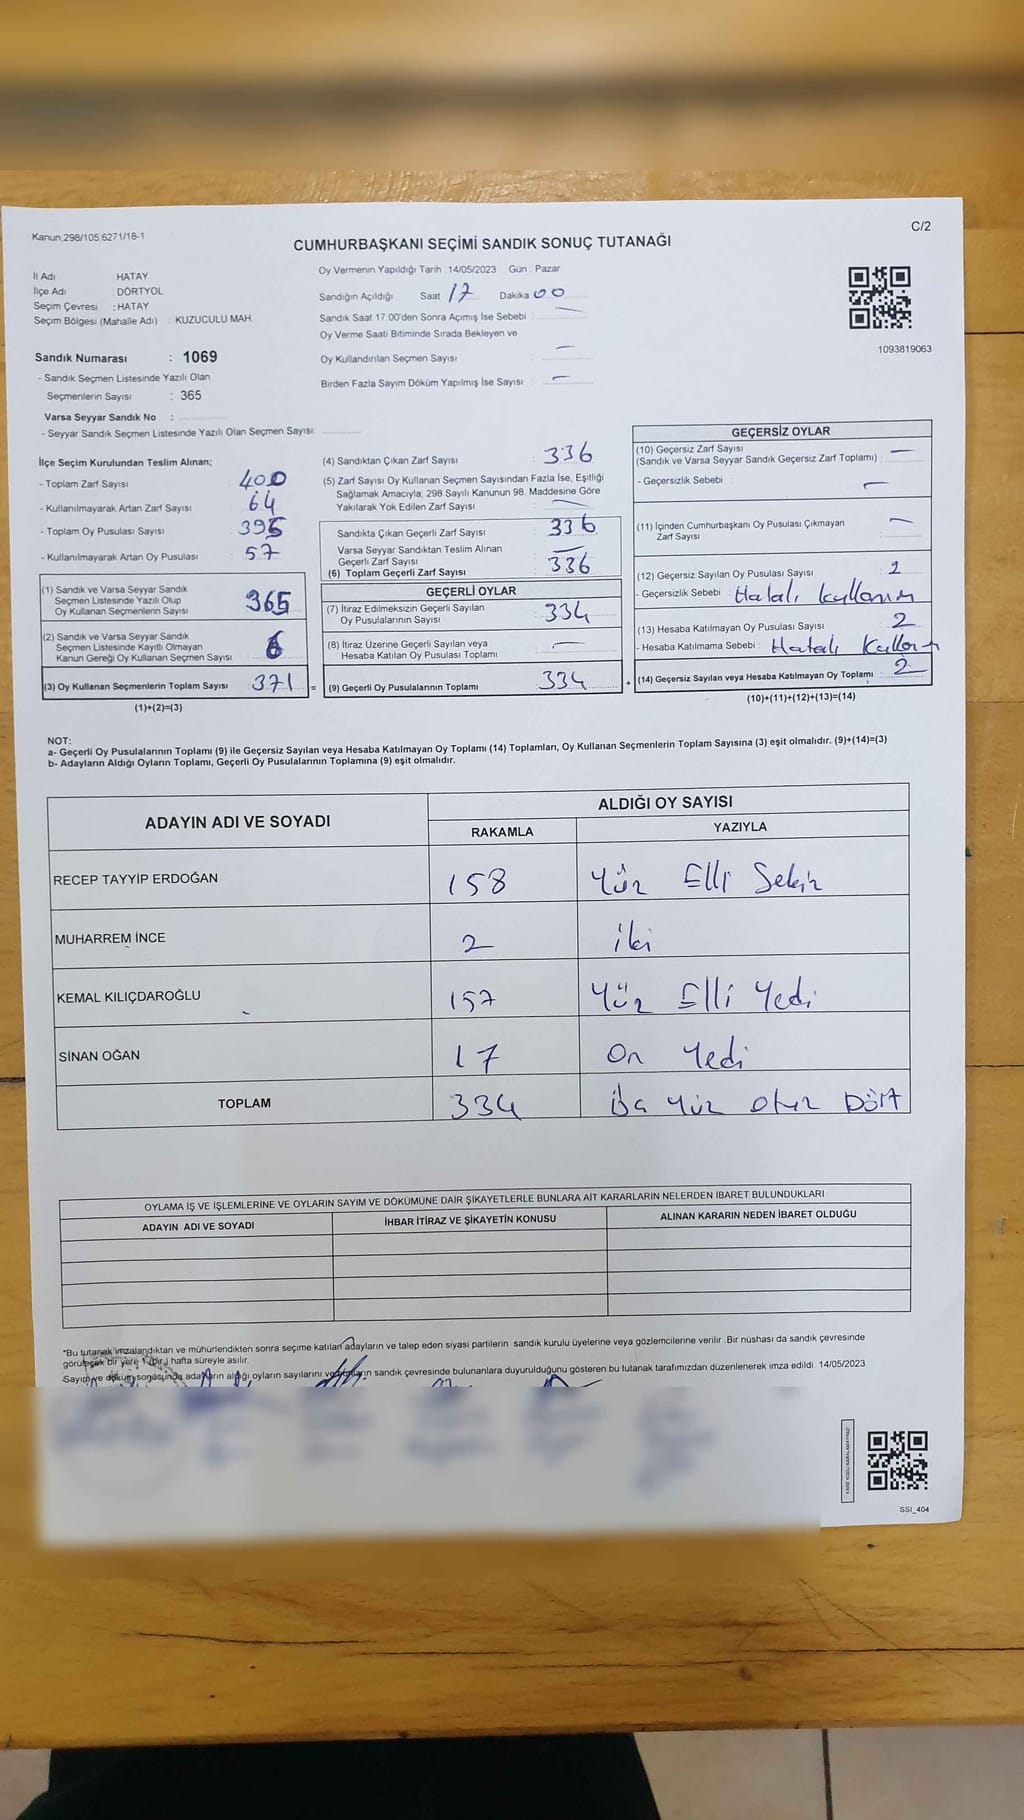 Kanun:298/105;6271/18-1
C/2
CUMHURBAŞKANI SEÇİMİ SANDIK SONUÇ TUTANAĞI
İl Adı HATAY
İlçe Adı DÖRTYOL
Seçim Çevresi : HATAY
Seçim Bölgesi (Mahalle Adı) : KUZUCULU MAH.
Oy Vermenin Yapıldığı Tarih : 14/05/2023 Gün : Pazar
Sandığın Açıldığı Saat 17 Dakika 00
Sandık Saat 17:00'den Sonra Açımış İse Sebebi : —
Oy Verme Saati Bitiminde Sırada Bekleyen ve
Oy Kullandırılan Seçmen Sayısı : —
Birden Fazla Sayım Döküm Yapılmış İse Sayısı : —
1093819063
Sandık Numarası : 1069
- Sandık Seçmen Listesinde Yazılı Olan
Seçmenlerin Sayısı : 365
Varsa Seyyar Sandık No :
- Seyyar Sandık Seçmen Listesinde Yazılı Olan Seçmen Sayısı:
İlçe Seçim Kurulundan Teslim Alınan;
- Toplam Zarf Sayısı : 400
- Kullanılmayarak Artan Zarf Sayısı : 64
- Toplam Oy Pusulası Sayısı : 395
- Kullanılmayarak Artan Oy Pusulası : 57
(1) Sandık ve Varsa Seyyar Sandık
Seçmen Listesinde Yazılı Olup
Oy Kullanan Seçmenlerin Sayısı 365
(2) Sandık ve Varsa Seyyar Sandık
Seçmen Listesinde Kayıtlı Olmayan
Kanun Gereği Oy Kullanan Seçmen Sayısı 6
(3) Oy Kullanan Seçmenlerin Toplam Sayısı 371 =
(1)+(2)=(3)
(4) Sandıktan Çıkan Zarf Sayısı : 336
(5) Zarf Sayısı Oy Kullanan Seçmen Sayısından Fazla İse, Eşitliği
Sağlamak Amacıyla; 298 Sayılı Kanunun 98. Maddesine Göre
Yakılarak Yok Edilen Zarf Sayısı : —
Sandıkta Çıkan Geçerli Zarf Sayısı : 336
Varsa Seyyar Sandıktan Teslim Alınan
Geçerli Zarf Sayısı : —
(6) Toplam Geçerli Zarf Sayısı : 336
GEÇERLİ OYLAR
(7) İtiraz Edilmeksizin Geçerli Sayılan
Oy Pusulalarının Sayısı : 334
(8) İtiraz Üzerine Geçerli Sayılan veya
Hesaba Katılan Oy Pusulası Toplamı : —
(9) Geçerli Oy Pusulalarının Toplamı : 334 +
GEÇERSİZ OYLAR
(10) Geçersiz Zarf Sayısı
(Sandık ve Varsa Seyyar Sandık Geçersiz Zarf Toplamı) : —
- Geçersizlik Sebebi : —
(11) İçinden Cumhurbaşkanı Oy Pusulası Çıkmayan
Zarf Sayısı : —
(12) Geçersiz Sayılan Oy Pusulası Sayısı : 2
- Geçersizlik Sebebi : Hatalı kullanım
(13) Hesaba Katılmayan Oy Pusulası Sayısı : 2
- Hesaba Katılmama Sebebi : Hatalı Kullanım
(14) Geçersiz Sayılan veya Hesaba Katılmayan Oy Toplamı : 2
(10)+(11)+(12)+(13)=(14)
NOT:
a- Geçerli Oy Pusulalarının Toplamı (9) ile Geçersiz Sayılan veya Hesaba Katılmayan Oy Toplamı (14) Toplamları, Oy Kullanan Seçmenlerin Toplam Sayısına (3) eşit olmalıdır. (9)+(14)=(3)
b- Adayların Aldığı Oyların Toplamı, Geçerli Oy Pusulalarının Toplamına (9) eşit olmalıdır.
ADAYIN ADI VE SOYADI
ALDIĞI OY SAYISI
RAKAMLA YAZIYLA
RECEP TAYYİP ERDOĞAN 158 Yüz Elli Sekiz
MUHARREM İNCE 2 iki
KEMAL KILIÇDAROĞLU 157 Yüz Elli Yedi
SİNAN OĞAN 17 On Yedi
TOPLAM 334 Yüz otuz Dört
OYLAMA İŞ VE İŞLEMLERİNE VE OYLARIN SAYIM VE DÖKÜMÜNE DAİR ŞİKAYETLERLE BUNLARA AİT KARARLARIN NELERDEN İBARET BULUNDUKLARI
ADAYIN ADI VE SOYADI İHBAR İTİRAZ VE ŞİKAYETİN KONUSU ALINAN KARARIN NEDEN İBARET OLDUĞU
*Bu tutanak imzalandıktan ve mühürlendikten sonra seçime katılan adayların ve talep eden siyasi partilerin sandık kurulu üyelerine veya gözlemcilerine verilir. Bir nüshası da sandık çevresinde
görülecek bir yere 1 (bir) hafta süreyle asılır.
Sayım ve döküm sonucunda adayların aldığı oyların sayılarını ve sandık çevresinde bulunanlara duyurulduğunu gösteren bu tutanak tarafımızdan düzenlenerek imza edildi. 14/05/2023
SSI_404